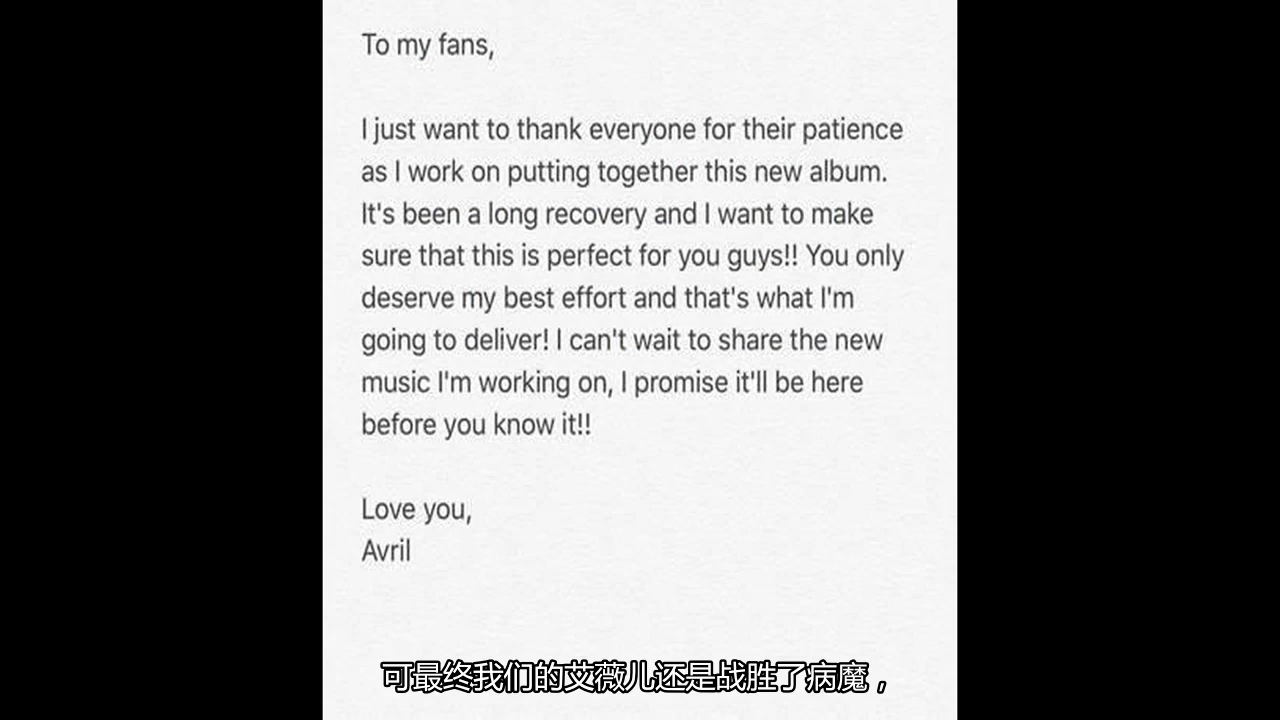 To my fans,
I just want to thank everyone for their patience
as I work on putting together this new album.
It's been a long recovery and I want to make
sure that this is perfect for you guys!! You only
deserve my best effort and that's what I'm
going to deliver! I can't wait to share the new
music I'm working on, I promise it'll be here
before you know it!!
Love you,
Avril
可最终我们的艾薇儿还是战胜了病魔，